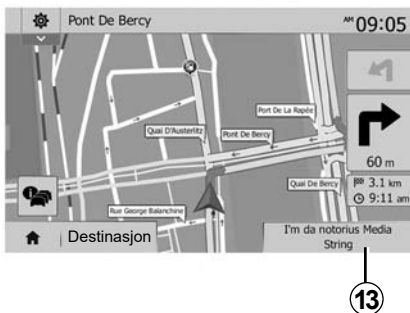 Pont De Bercy
AM 09:05
Port De La Rapée
Quai D'Austerlitz
Pont De Bercy
60 m
Quai De Bercy
3.1 km
9:11 am
Rue George Balanchine
Destinasjon
I'm da notorius Media
String
13